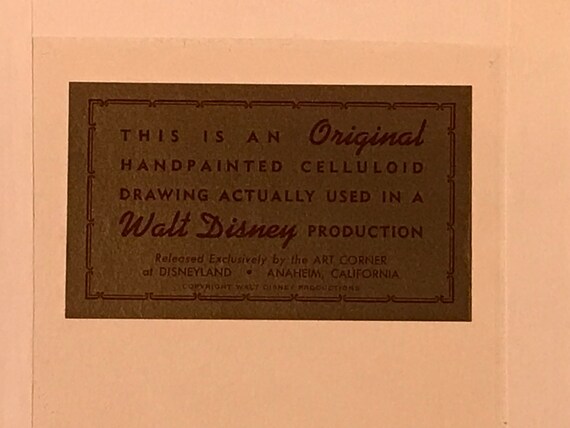 THIS IS AN Original
HANDPAINTED CELLULOID
DRAWING ACTUALLY USED IN A
Walt Disney PRODUCTION
Released Exclusively by the ART CORNER
at DISNEYLAND • ANAHEIM, CALIFORNIA
COPYRIGHT WALT DISNEY PRODUCTIONS